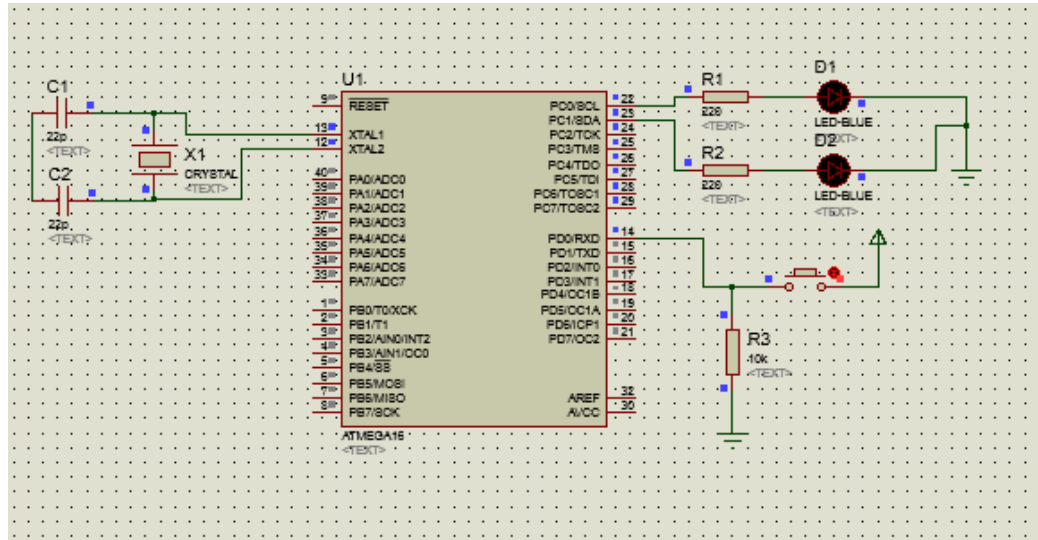 C1
22p
<TEXT>
X1
CRYSTAL
<TEXT>
C2
22p
<TEXT>
U1
9
RESET
13
XTAL1
12
XTAL2
40
PA0/ADC0
39
PA1/ADC1
38
PA2/ADC2
37
PA3/ADC3
36
PA4/ADC4
35
PA5/ADC5
34
PA6/ADC6
33
PA7/ADC7
1
PB0/T0/XCK
2
PB1/T1
3
PB2/AIN0/INT2
4
PB3/AIN1/OC0
5
PB4/SS
6
PB5/MOSI
7
PB6/MISO
8
PB7/SCK
PC0/SCL
22
PC1/SDA
23
PC2/TCK
24
PC3/TMS
25
PC4/TDO
26
PC5/TDI
27
PC6/TOSC1
28
PC7/TOSC2
29
PD0/RXD
14
PD1/TXD
15
PD2/INT0
16
PD3/INT1
17
PD4/OC1B
18
PD5/OC1A
19
PD6/ICP1
20
PD7/OC2
21
AREF
32
AVCC
30
ATMEGA16
<TEXT>
R1
220
<TEXT>
D1
LED-BLUE
<TEXT>
R2
220
<TEXT>
D2
LED-BLUE
<TEXT>
R3
10k
<TEXT>